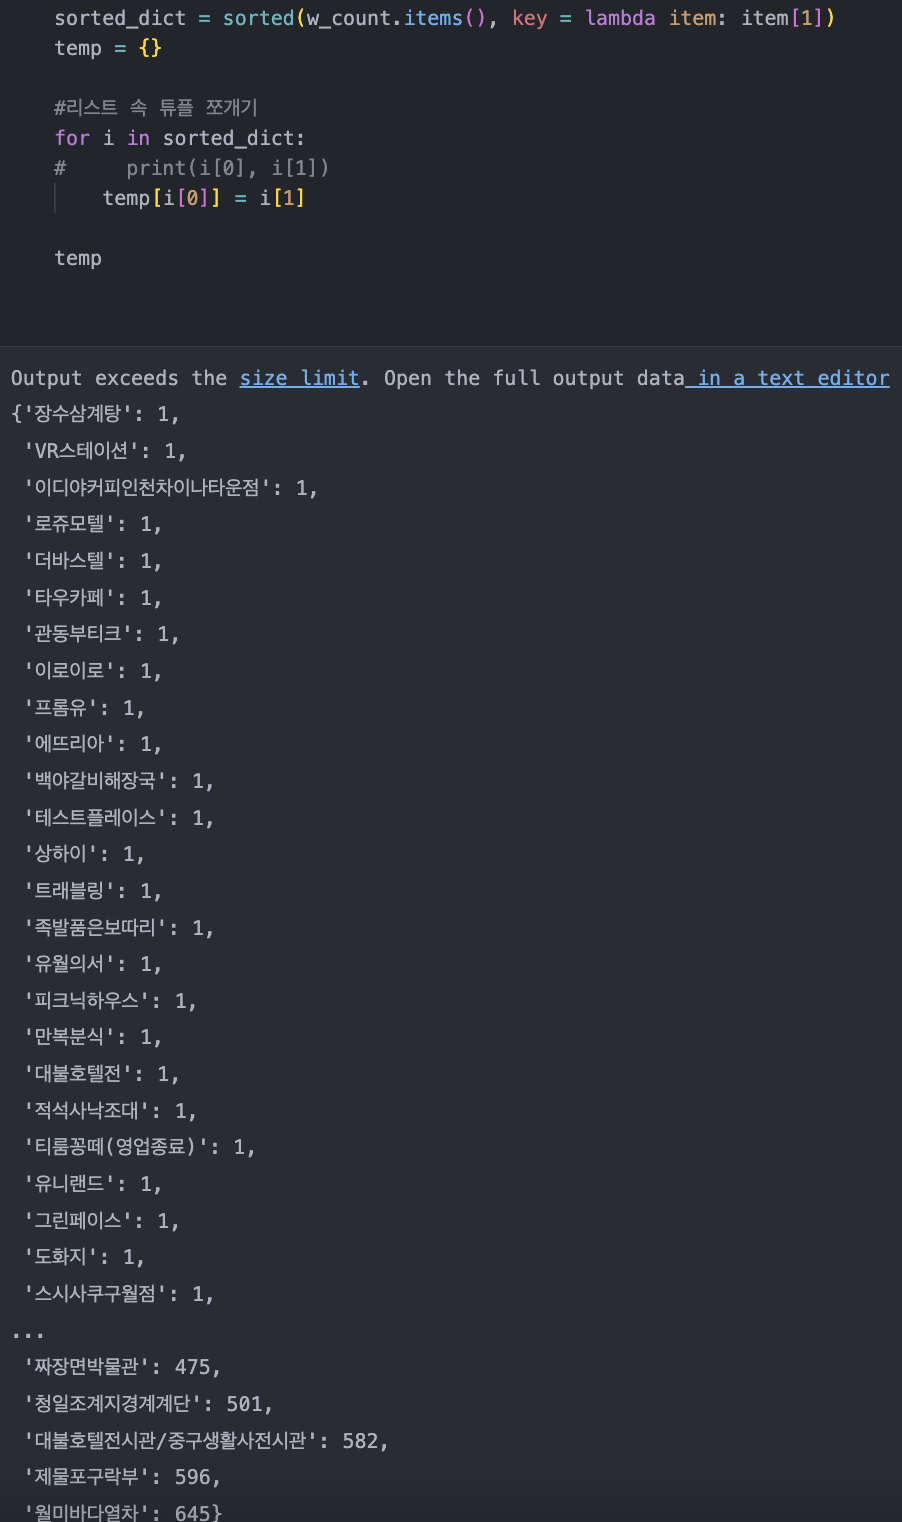 sorted_dict = sorted(w_count.items(), key = lambda item: item[1])
temp = {}
#리스트 속 튜플 쪼개기
for i in sorted_dict:
#     print(i[0], i[1])
    temp[i[0]] = i[1]
temp
Output exceeds the size limit. Open the full output data in a text editor
{'장수삼계탕': 1,
 'VR스테이션': 1,
 '이디야커피인천차이나타운점': 1,
 '로쥬모텔': 1,
 '더바스텔': 1,
 '타우카페': 1,
 '관동부티크': 1,
 '이로이로': 1,
 '프롬유': 1,
 '에뜨리아': 1,
 '백야갈비해장국': 1,
 '테스트플레이스': 1,
 '상하이': 1,
 '트래블링': 1,
 '족발품은보따리': 1,
 '유월의서': 1,
 '피크닉하우스': 1,
 '만복분식': 1,
 '대불호텔전': 1,
 '적석사낙조대': 1,
 '티룸꽁떼(영업종료)': 1,
 '유니랜드': 1,
 '그린페이스': 1,
 '도화지': 1,
 '스시사쿠구월점': 1,
...
 '짜장면박물관': 475,
 '청일조계지경계계단': 501,
 '대불호텔전시관/중구생활사전시관': 582,
 '제물포구락부': 596,
 '월미바다열차': 645}